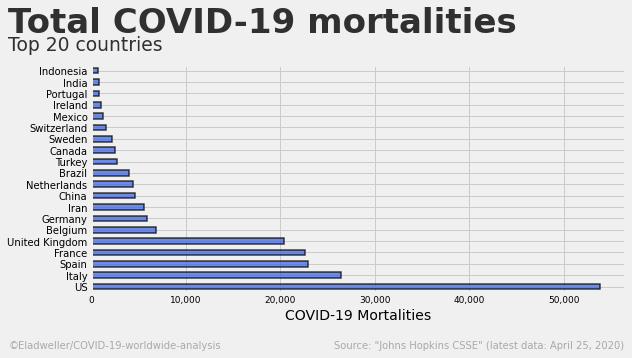 Total COVID-19 mortalities
Top 20 countries
Indonesia
India
Portugal
Ireland
Mexico
Switzerland
Sweden
Canada
Turkey
Brazil
Netherlands
China
Iran
Germany
Belgium
United Kingdom
France
Spain
Italy
US
0 10,000 20,000 30,000 40,000 50,000
COVID-19 Mortalities
©Eladweller/COVID-19-worldwide-analysis Source: "Johns Hopkins CSSE" (latest data: April 25, 2020)